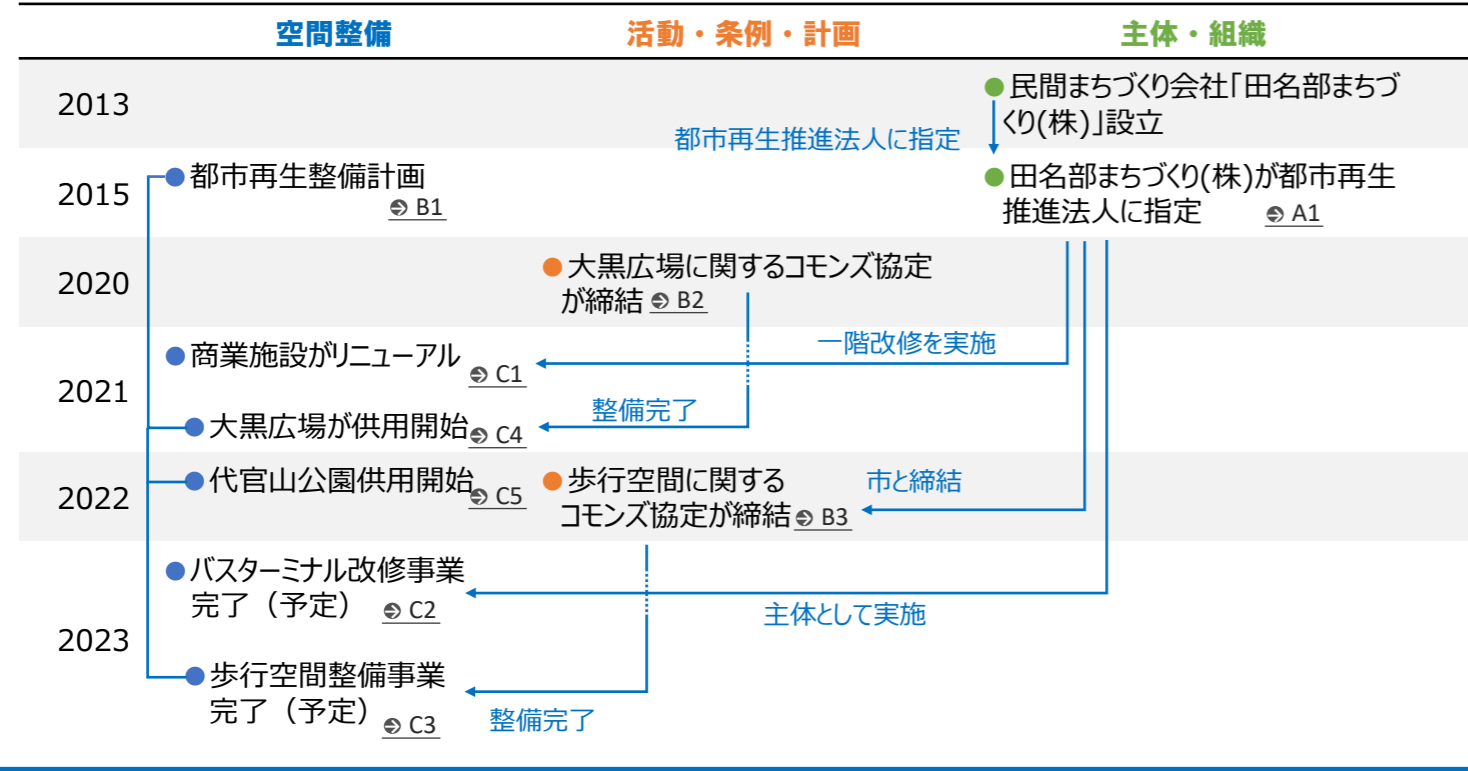 空間整備 活動・条例・計画 主体・組織
2013
●民間まちづくり会社「田名部まちづ
くり(株)」設立
都市再生推進法人に指定
2015
●都市再生整備計画
B1
●田名部まちづくり(株)が都市再生
推進法人に指定 A1
2020
●大黒広場に関するコモンズ協定
が締結 B2
2021
●商業施設がリニューアル C1
一階改修を実施
●大黒広場が供用開始 C4
整備完了
2022
●代官山公園供用開始 C5
●歩行空間に関する
コモンズ協定が締結 B3
市と締結
2023
●バスターミナル改修事業
完了（予定） C2
主体として実施
●歩行空間整備事業
完了（予定） C3
整備完了